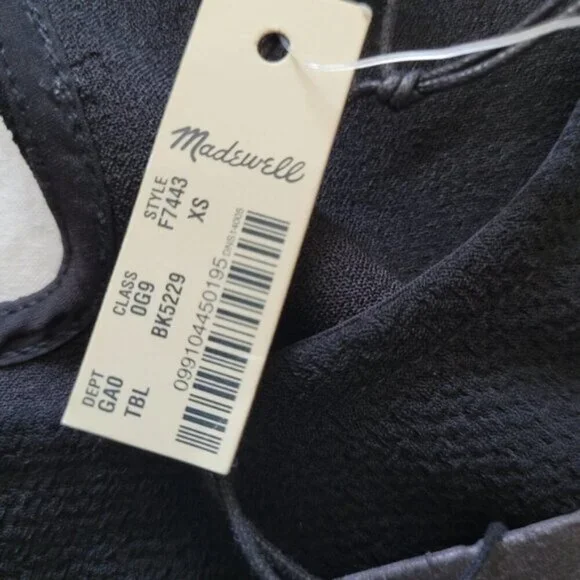 Madewell
STYLE
F7443
XS
CLASS
0G9
BK5229
DEPT
GA0
TBL
099104450195